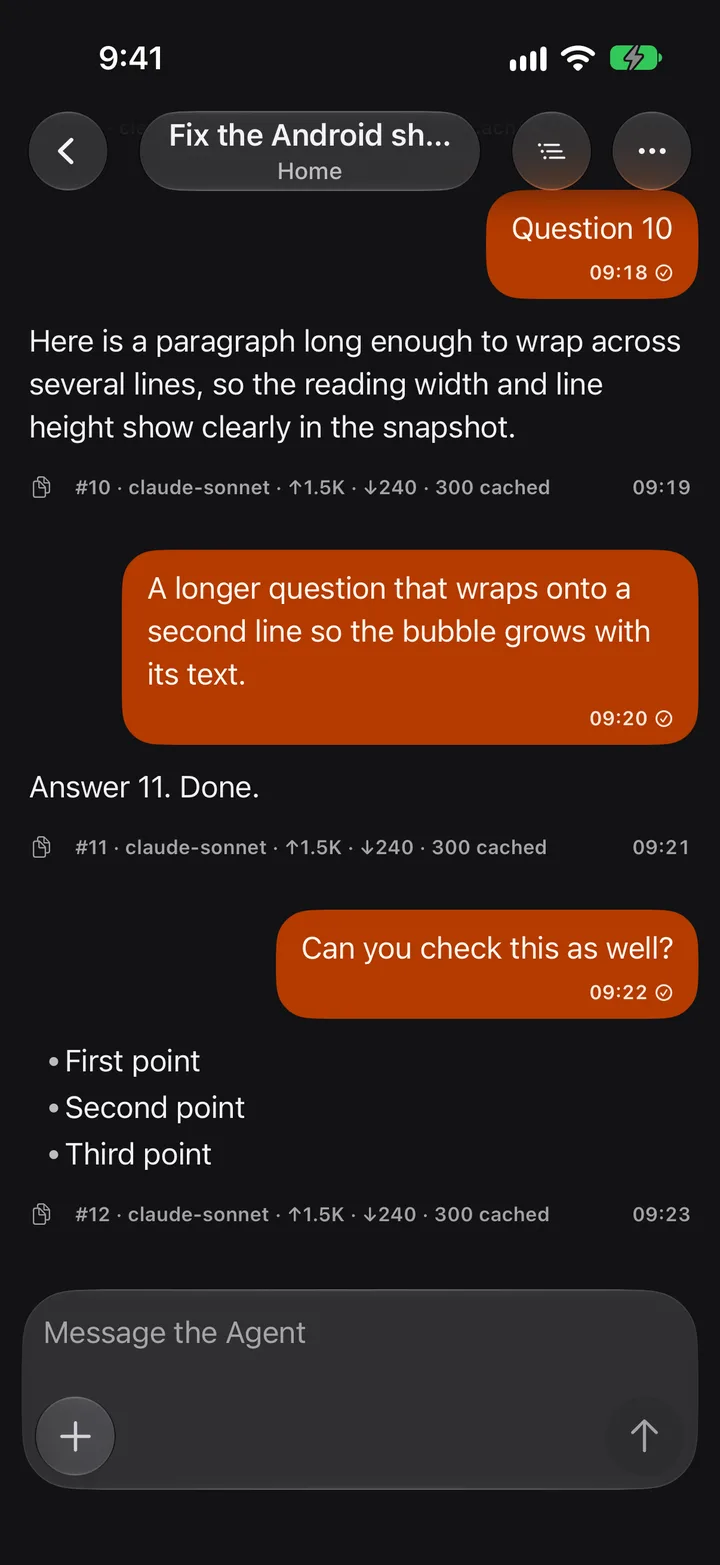 9:41
Fix the Android sh...
Home
Question 10
09:18
Here is a paragraph long enough to wrap across
several lines, so the reading width and line
height show clearly in the snapshot.
#10 · claude-sonnet · ↑1.5K · ↓240 · 300 cached
09:19
A longer question that wraps onto a
second line so the bubble grows with
its text.
09:20
Answer 11. Done.
#11 · claude-sonnet · ↑1.5K · ↓240 · 300 cached
09:21
Can you check this as well?
09:22
• First point
• Second point
• Third point
#12 · claude-sonnet · ↑1.5K · ↓240 · 300 cached
09:23
Message the Agent